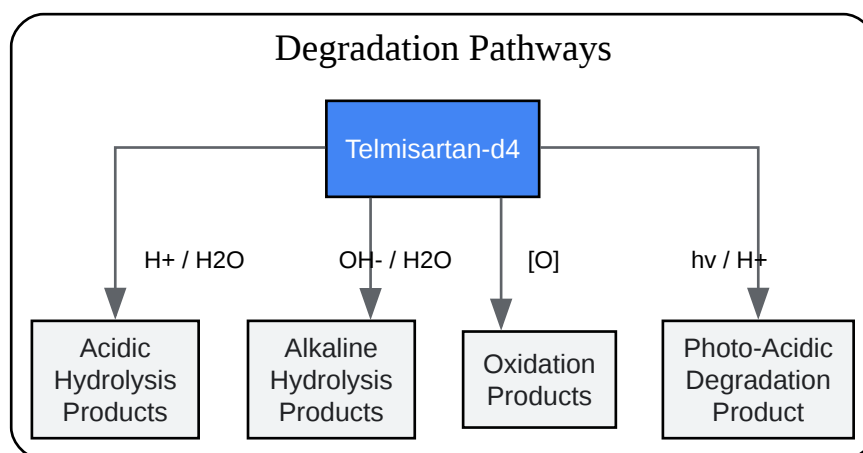 Degradation Pathways
Telmisartan-d4
H+ / H2O
OH- / H2O
[O]
hv / H+
Acidic
Hydrolysis
Products
Alkaline
Hydrolysis
Products
Oxidation
Products
Photo-Acidic
Degradation
Product